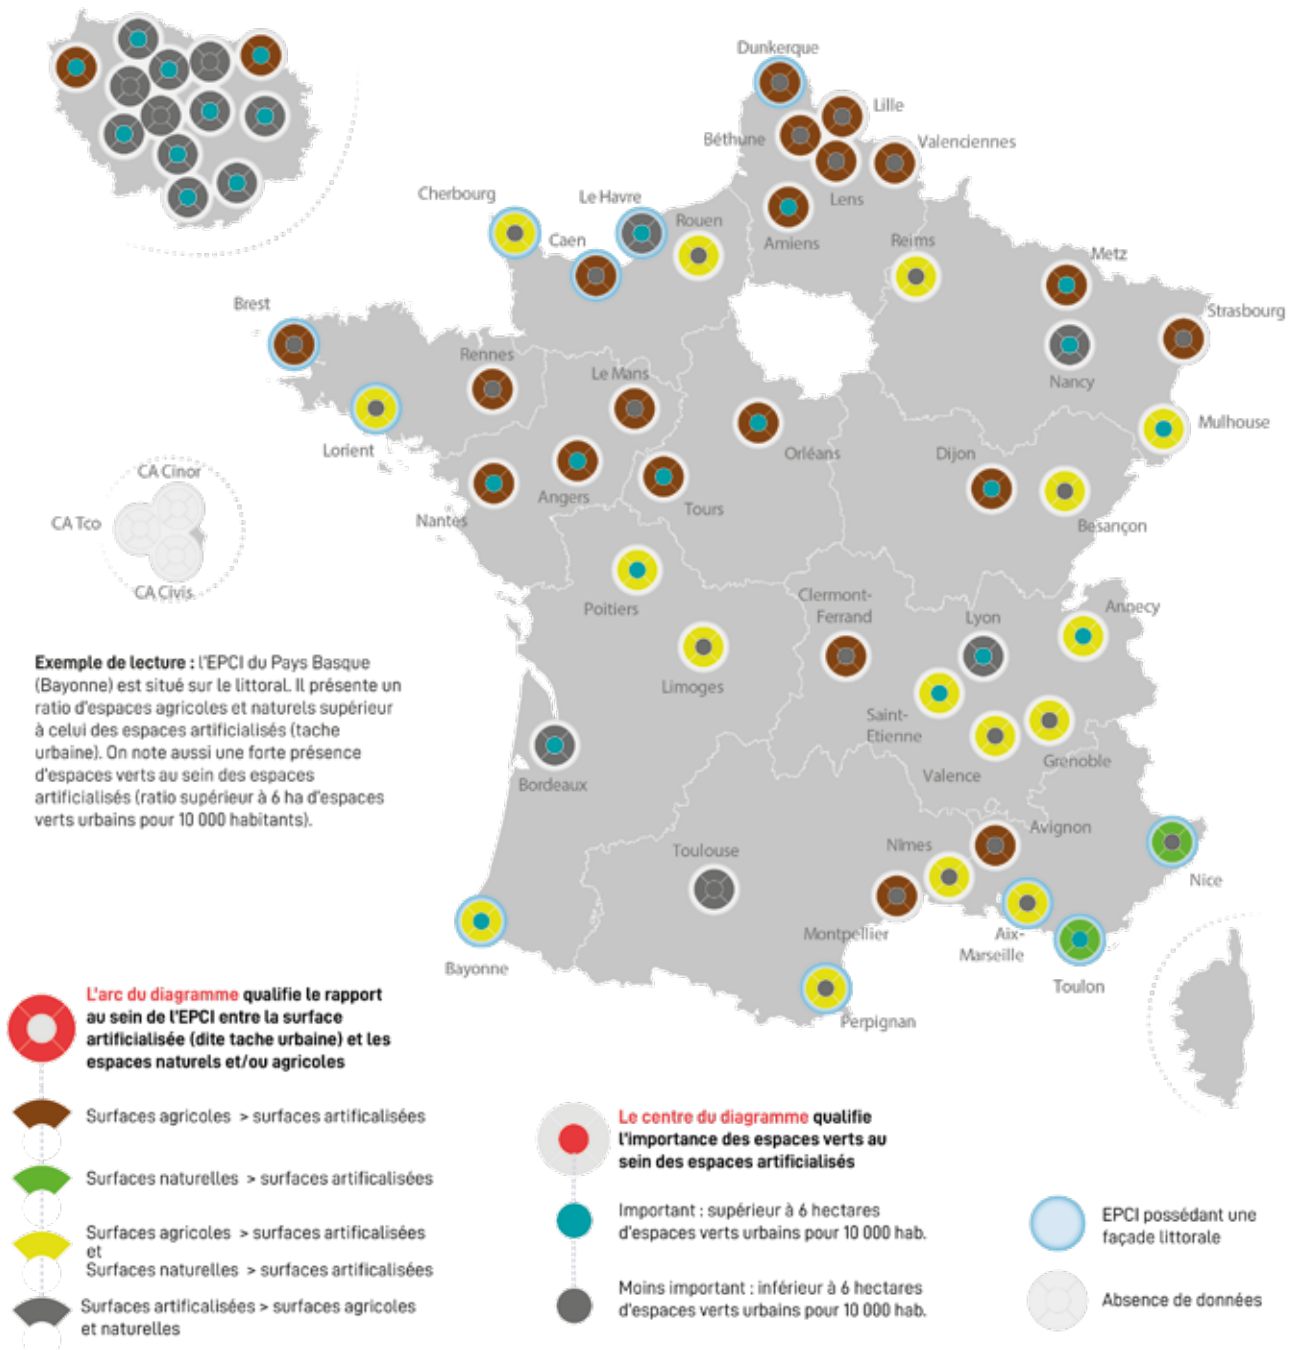 Dunkerque
Lille
Béthune
Valenciennes
Lens
Cherbourg
Le Havre
Rouen
Caen
Amiens
Reims
Metz
Strasbourg
Brest
Rennes
Nancy
Le Mans
Mulhouse
Lorient
Orléans
Dijon
CA Cinor
Angers
Tours
CA Tco
Nantes
Besançon
CA Civis
Poitiers
Clermont-
Ferrand
Lyon
Annecy
Limoges
Saint-
Etienne
Grenoble
Valence
Bordeaux
Avignon
Toulouse
Nîmes
Nice
Montpellier
Aix-
Marseille
Bayonne
Toulon
Perpignan
Exemple de lecture : l'EPCI du Pays Basque
(Bayonne) est situé sur le littoral. Il présente un
ratio d'espaces agricoles et naturels supérieur
à celui des espaces artificialisés (tache
urbaine). On note aussi une forte présence
d'espaces verts au sein des espaces
artificialisés (ratio supérieur à 6 ha d'espaces
verts urbains pour 10 000 habitants).
L'arc du diagramme qualifie le rapport
au sein de l'EPCI entre la surface
artificialisée (dite tache urbaine) et les
espaces naturels et/ou agricoles
Surfaces agricoles > surfaces artificalisées
Surfaces naturelles > surfaces artificalisées
Surfaces agricoles > surfaces artificalisées
et
Surfaces naturelles > surfaces artificalisées
Surfaces artificalisées > surfaces agricoles
et naturelles
Le centre du diagramme qualifie
l'importance des espaces verts au
sein des espaces artificialisés
Important : supérieur à 6 hectares
d'espaces verts urbains pour 10 000 hab.
Moins important : inférieur à 6 hectares
d'espaces verts urbains pour 10 000 hab.
EPCI possédant une
façade littorale
Absence de données